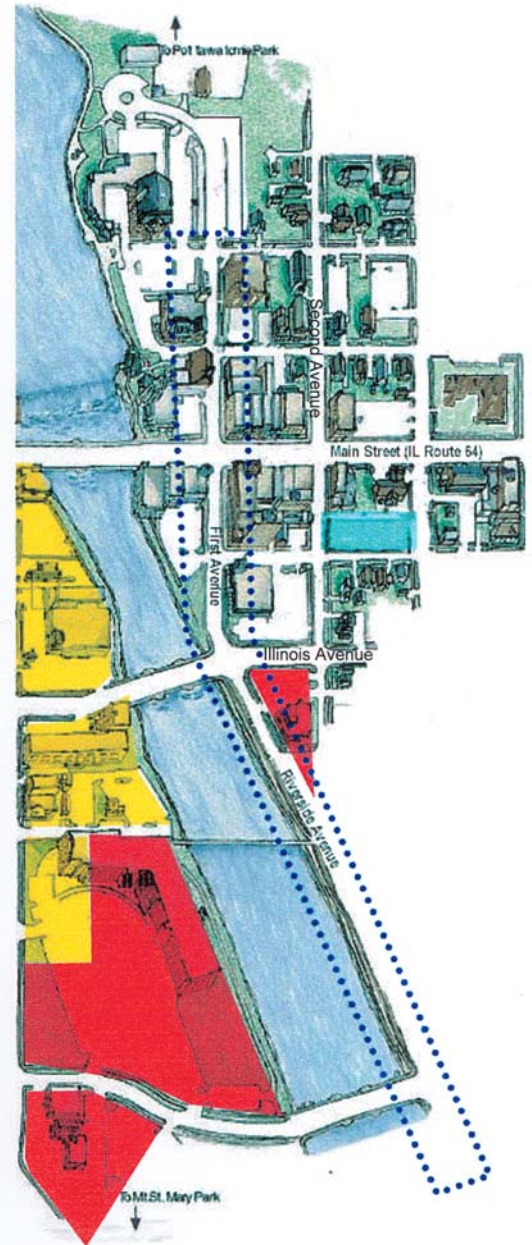 To Pottawatomie Park
Second Avenue
Main Street (IL Route 64)
First Avenue
Illinois Avenue
Riverside Avenue
To Mt St. Mary Park